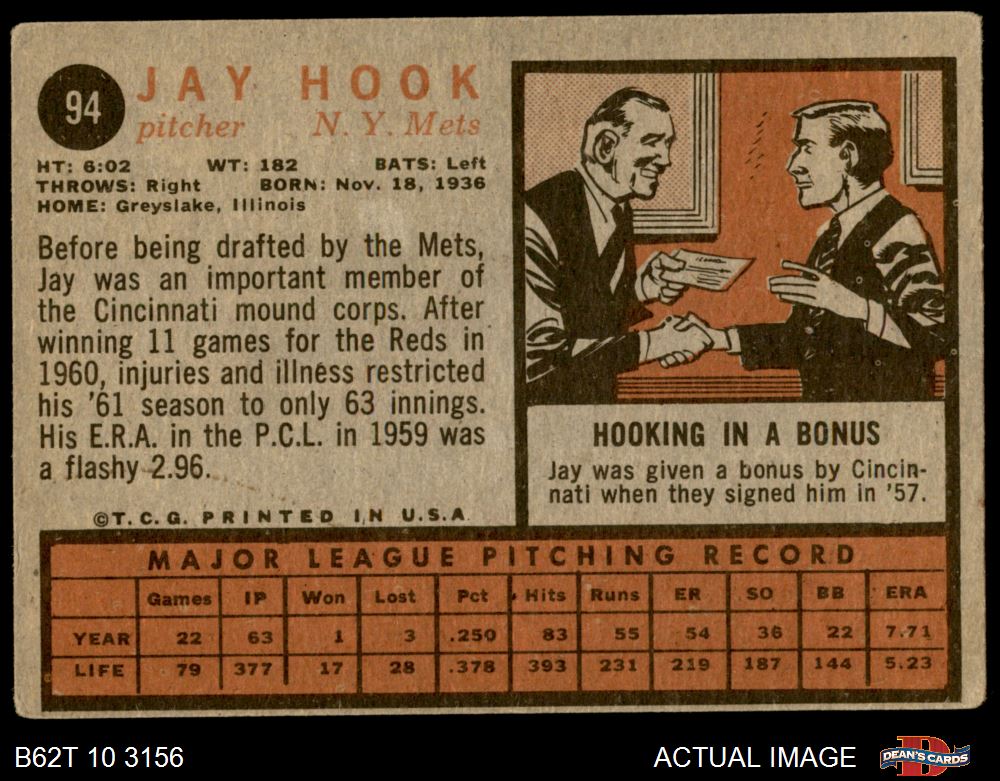 94
JAY HOOK
pitcher N. Y. Mets
HT: 6:02 WT: 182 BATS: Left
THROWS: Right BORN: Nov. 18, 1936
HOME: Greyslake, Illinois
Before being drafted by the Mets,
Jay was an important member of
the Cincinnati mound corps. After
winning 11 games for the Reds in
1960, injuries and illness restricted
his '61 season to only 63 innings.
His E.R.A. in the P.C.L. in 1959 was
a flashy 2.96.
©T. C. G. PRINTED IN U.S.A
HOOKING IN A BONUS
Jay was given a bonus by Cincin-
nati when they signed him in '57.
MAJOR LEAGUE PITCHING RECORD
Games IP Won Lost Pct Hits Runs ER SO BB ERA
YEAR 22 63 1 3 .250 83 55 54 36 22 7.71
LIFE 79 377 17 28 .378 393 231 219 187 144 5.23
B62T 10 3156 ACTUAL IMAGE DEAN'S CARDS